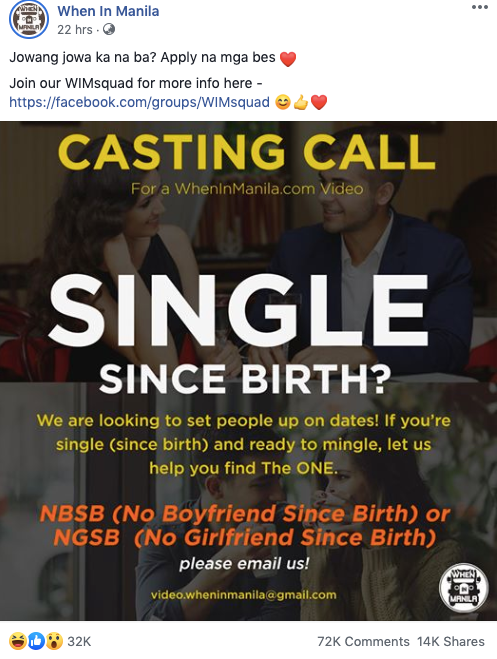 When In Manila
22 hrs ·
Jowang jowa ka na ba? Apply na mga bes ❤️
Join our WIMsquad for more info here -
https://facebook.com/groups/WIMsquad 😊👍❤️
CASTING CALL
For a WhenInManila.com Video
SINGLE
SINCE BIRTH?
We are looking to set people up on dates! If you're
single (since birth) and ready to mingle, let us
help you find The ONE.
NBSB (No Boyfriend Since Birth) or
NGSB (No Girlfriend Since Birth)
please email us!
video.wheninmanila@gmail.com
WHEN
IN
MANILA
32K
72K Comments 14K Shares